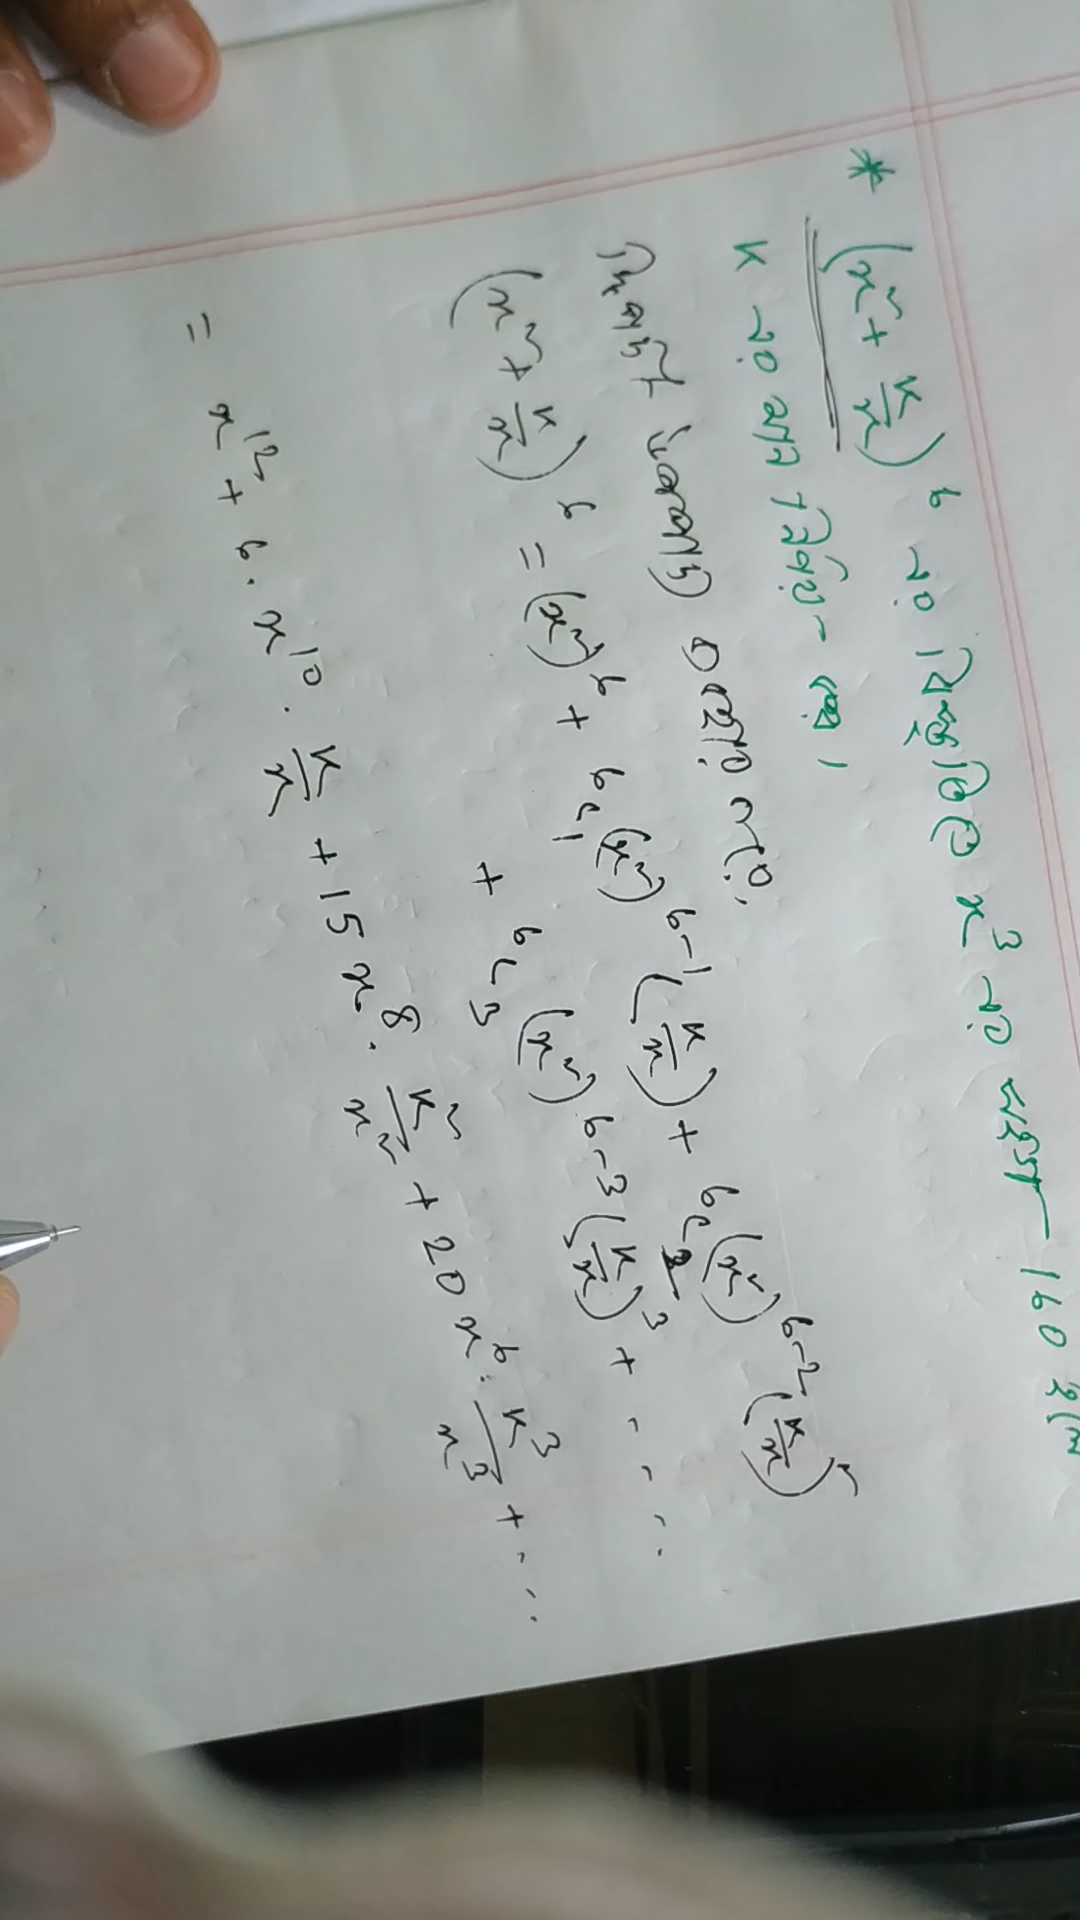 * (x² + k/x)⁶ এর বিস্তৃতিতে x³ এর সহগ 160 হলে
k এর মান নির্ণয় কর।
দ্বিপদী উপপাদ্য
(x² + k/x)⁶ = (x²)⁶ + ⁶c₁ (x²)⁶⁻¹ (k/x) + ⁶c₂ (x²)⁶⁻² (k/x)²
+ ⁶c₃ (x²)⁶⁻³ (k/x)³ + ....
= x¹² + 6. x¹⁰. k/x + 15 x⁸. k²/x² + 20 x⁶. k³/x³ + ....